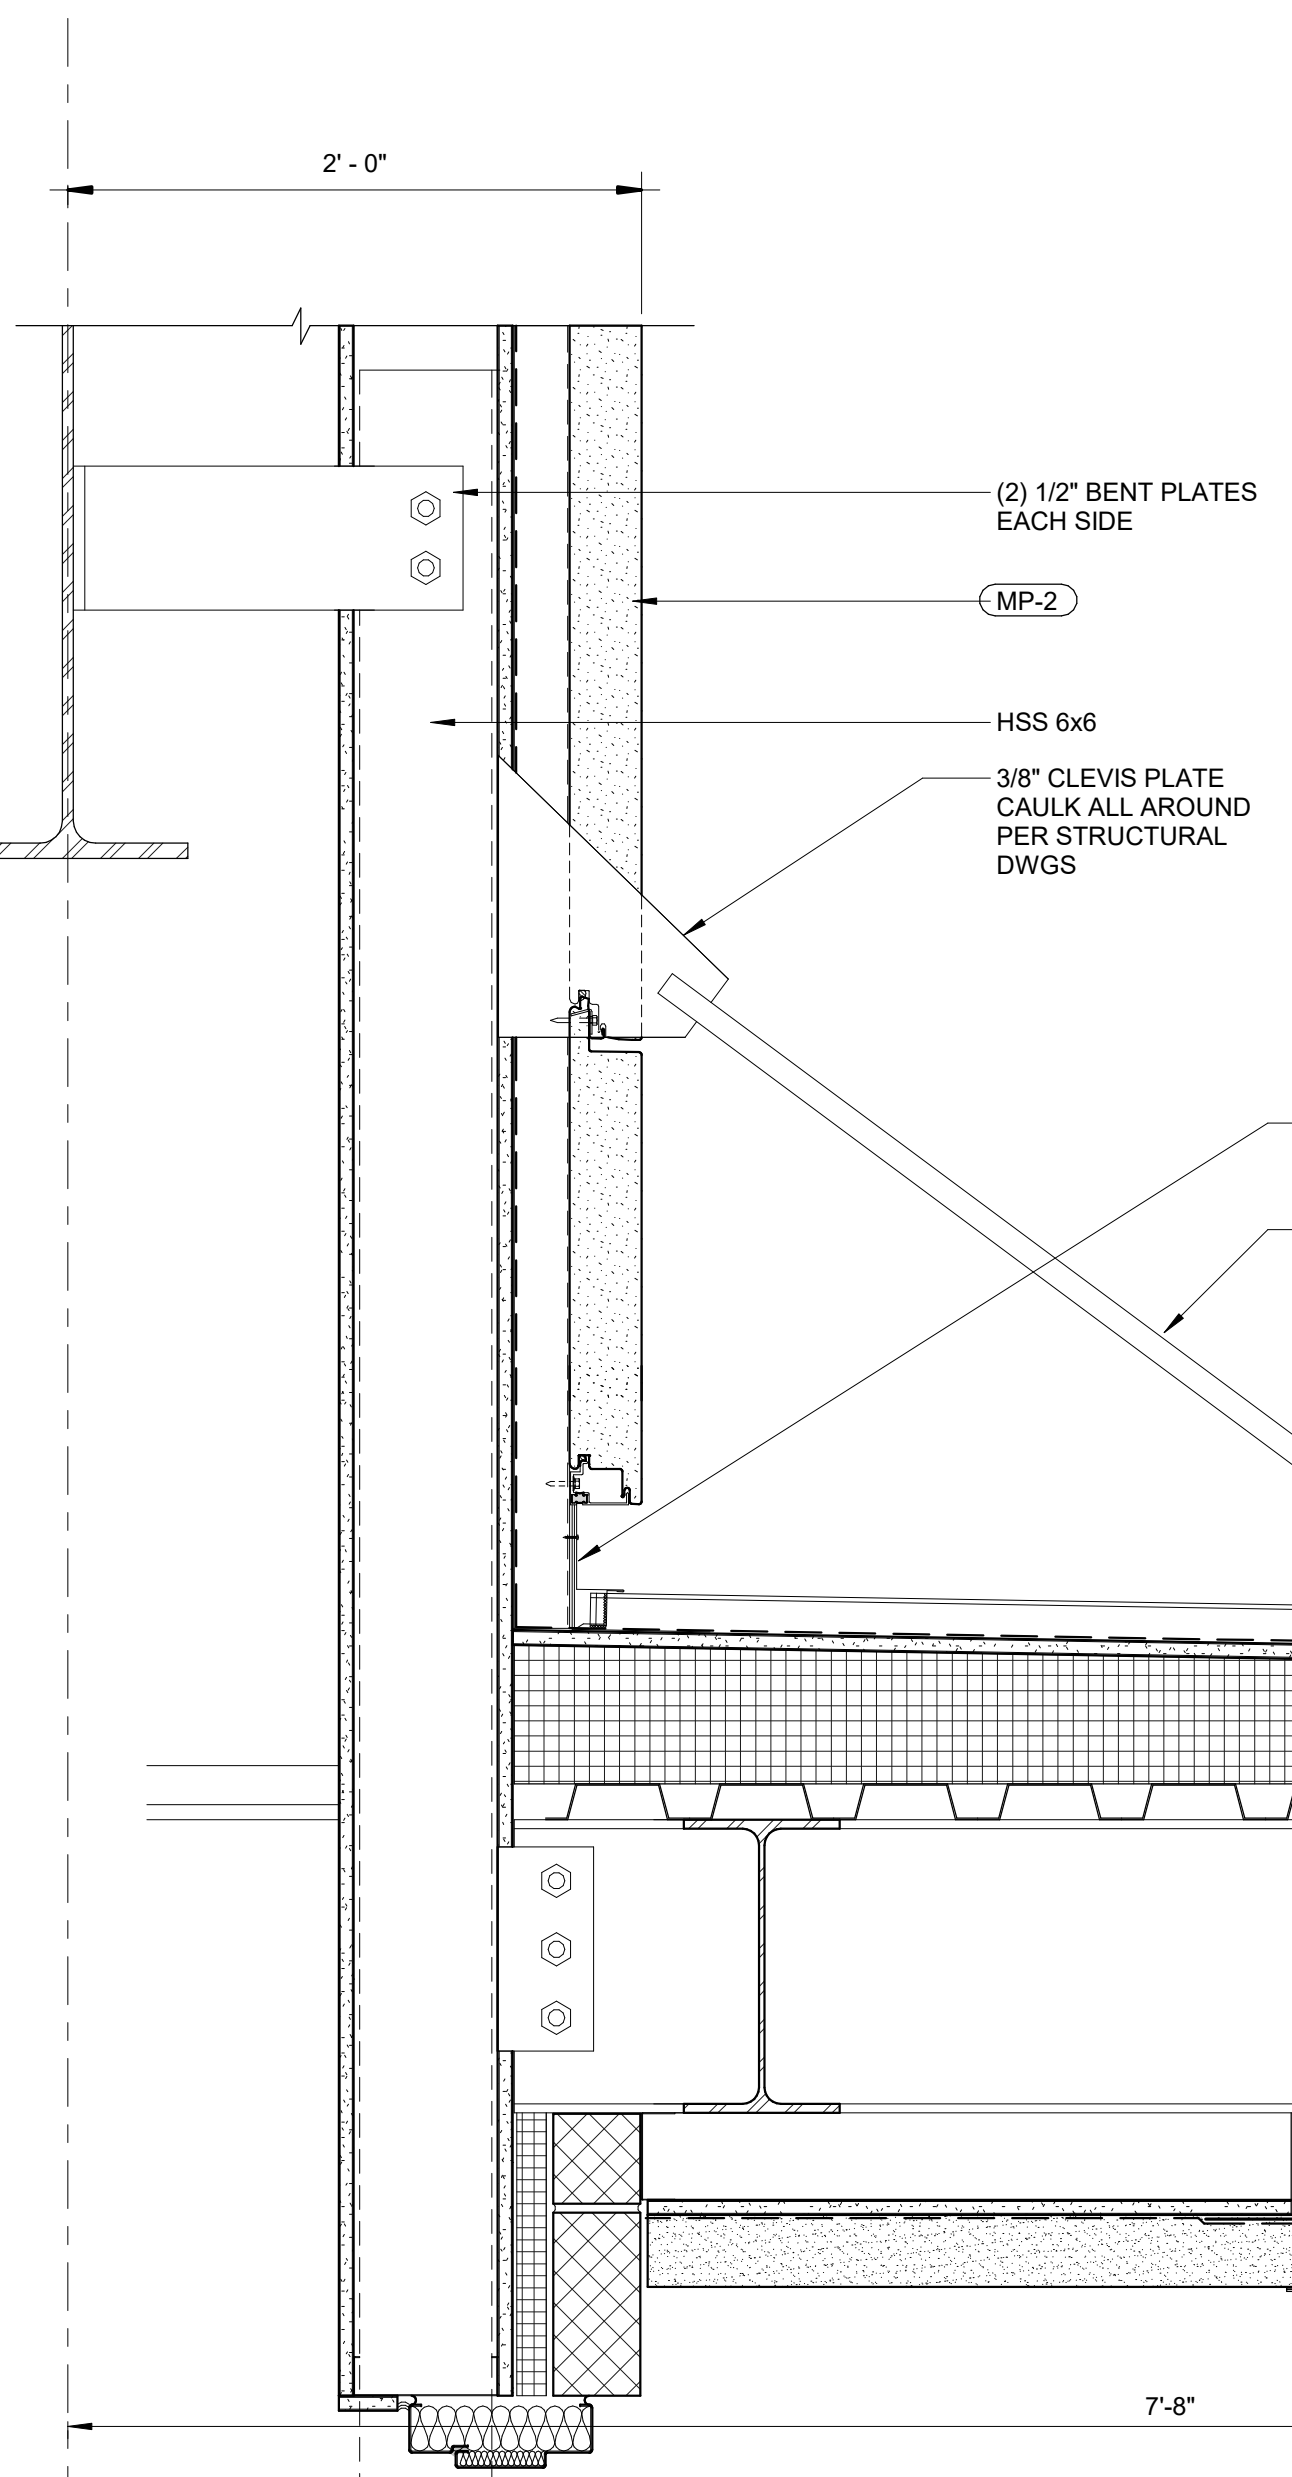 2' - 0"
(2) 1/2" BENT PLATES
EACH SIDE
MP-2
HSS 6x6
3/8" CLEVIS PLATE
CAULK ALL AROUND
PER STRUCTURAL
DWGS
7'-8"